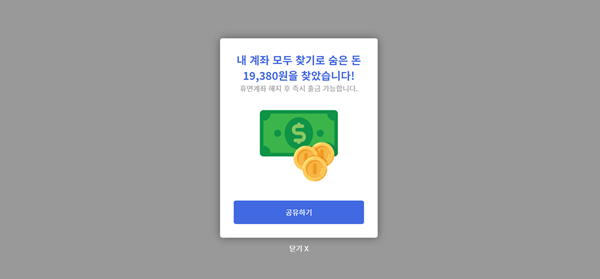 내 계좌 모두 찾기로 숨은 돈
19,380원을 찾았습니다!
휴면계좌 해지 후 즉시 출금 가능합니다.
$
공유하기
닫기 X